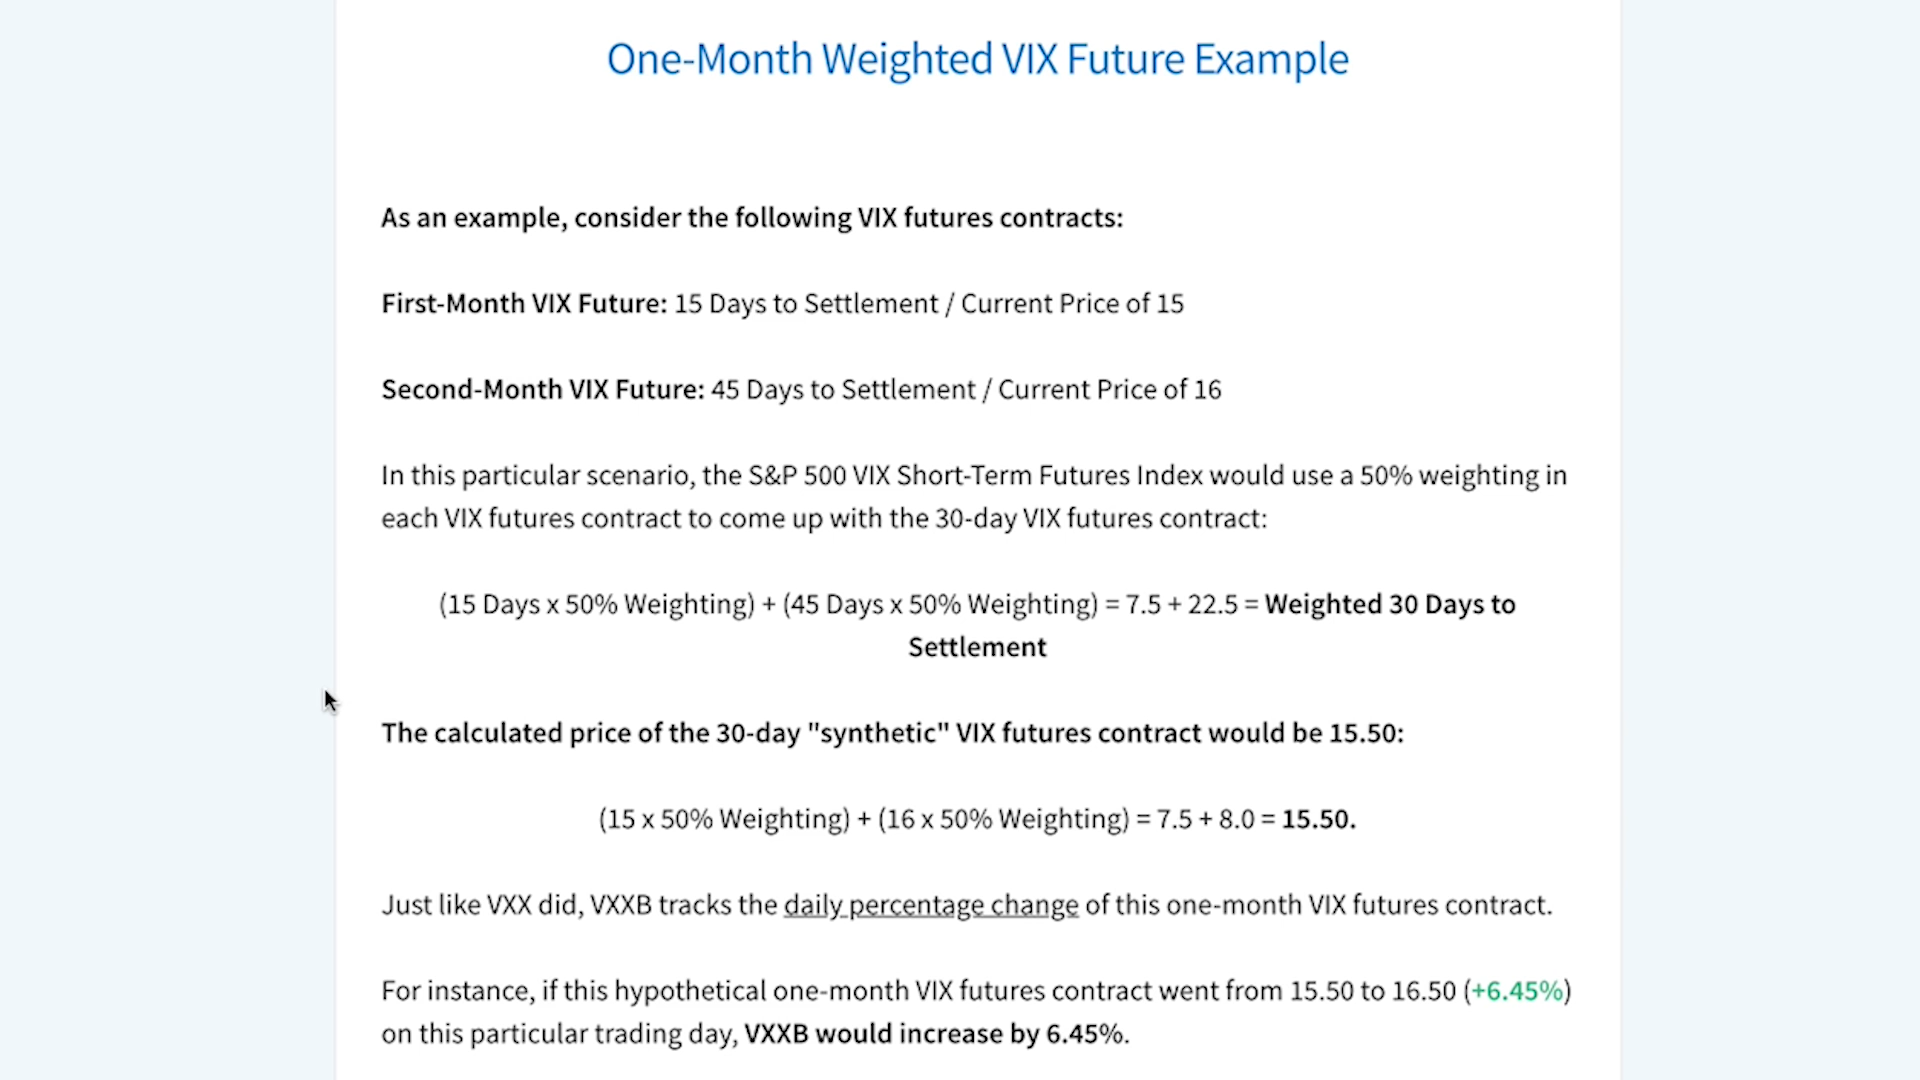 One-Month Weighted VIX Future Example
As an example, consider the following VIX futures contracts:
First-Month VIX Future: 15 Days to Settlement / Current Price of 15
Second-Month VIX Future: 45 Days to Settlement / Current Price of 16
In this particular scenario, the S&P 500 VIX Short-Term Futures Index would use a 50% weighting in
each VIX futures contract to come up with the 30-day VIX futures contract:
(15 Days x 50% Weighting) + (45 Days x 50% Weighting) = 7.5 + 22.5 = Weighted 30 Days to
Settlement
The calculated price of the 30-day "synthetic" VIX futures contract would be 15.50:
(15 x 50% Weighting) + (16 x 50% Weighting) = 7.5 + 8.0 = 15.50.
Just like VXX did, VXXB tracks the daily percentage change of this one-month VIX futures contract.
For instance, if this hypothetical one-month VIX futures contract went from 15.50 to 16.50 (+6.45%)
on this particular trading day, VXXB would increase by 6.45%.